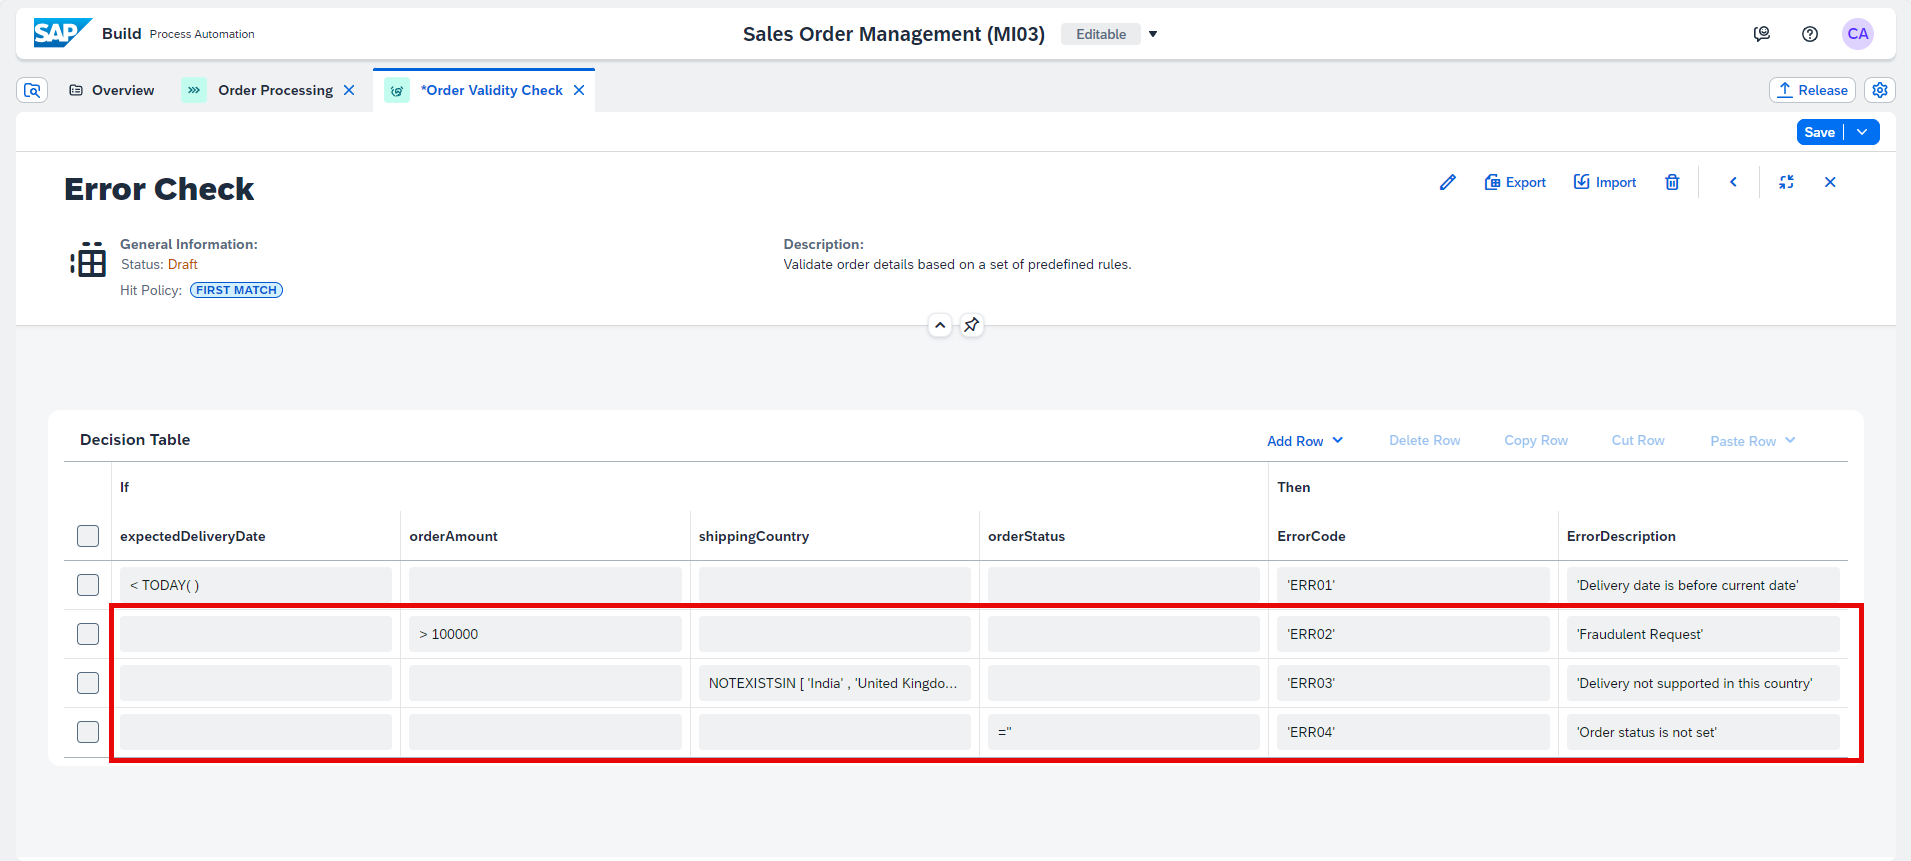 SAP Build Process Automation
Sales Order Management (MI03) Editable
CA
Overview Order Processing *Order Validity Check
Release
Save
Error Check
Export Import
General Information:
Status: Draft
Hit Policy: FIRST MATCH
Description:
Validate order details based on a set of predefined rules.
Decision Table
Add Row Delete Row Copy Row Cut Row Paste Row
If Then
expectedDeliveryDate orderAmount shippingCountry orderStatus ErrorCode ErrorDescription
< TODAY( ) 'ERR01' 'Delivery date is before current date'
> 100000 'ERR02' 'Fraudulent Request'
NOTEXISTSIN [ 'India' , 'United Kingdo... 'ERR03' 'Delivery not supported in this country'
='' 'ERR04' 'Order status is not set'